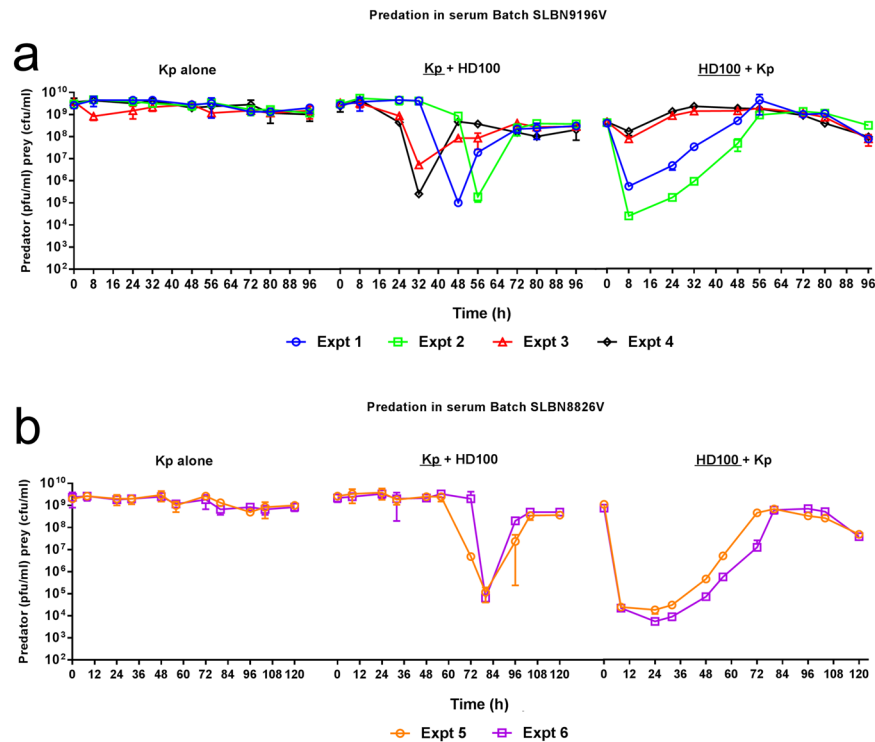 Predation in serum Batch SLBN9196V
a
Kp alone
Kp + HD100
HD100 + Kp
Predator (pfu/ml) prey (cfu/ml)
10^10
10^9
10^8
10^7
10^6
10^5
10^4
10^3
10^2
0 8 16 24 32 40 48 56 64 72 80 88 96
0 8 16 24 32 40 48 56 64 72 80 88 96
0 8 16 24 32 40 48 56 64 72 80 88 96
Time (h)
Expt 1 Expt 2 Expt 3 Expt 4
Predation in serum Batch SLBN8826V
b
Kp alone
Kp + HD100
HD100 + Kp
Predator (pfu/ml) prey (cfu/ml)
10^10
10^9
10^8
10^7
10^6
10^5
10^4
10^3
10^2
0 12 24 36 48 60 72 84 96 108 120
0 12 24 36 48 60 72 84 96 108 120
0 12 24 36 48 60 72 84 96 108 120
Time (h)
Expt 5 Expt 6